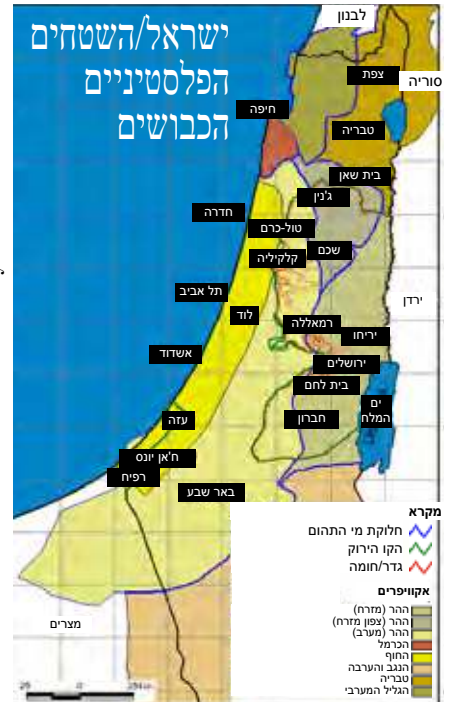 ישראל/השטחים
הפלסטיניים
הכבושים
לבנון
צפת
סוריה
חיפה
טבריה
בית שאן
ג'נין
חדרה
טול-כרם
שכם
קלקיליה
תל אביב
ירדן
לוד
רמאללה
יריחו
אשדוד
ירושלים
בית לחם
ים
המלח
עזה
חברון
ח'אן יונס
רפיח
באר שבע
מצרים
מקרא
חלוקת מי התהום
הקו הירוק
גדר/חומה
אקוויפרים
ההר (מזרח)
ההר (צפון מזרח)
ההר (מערב)
הכרמל
החוף
הנגב והערבה
טבריה
הגליל המערבי